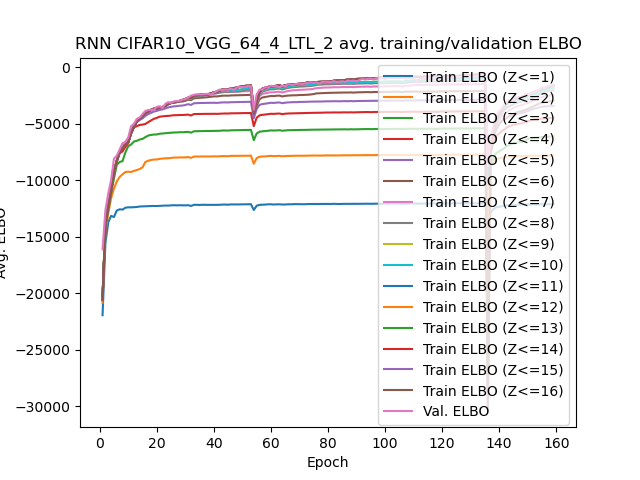 RNN CIFAR10_VGG_64_4_LTL_2 avg. training/validation ELBO
Avg. ELBO
0
−5000
−10000
−15000
−20000
−25000
−30000
Train ELBO (Z<=1)
Train ELBO (Z<=2)
Train ELBO (Z<=3)
Train ELBO (Z<=4)
Train ELBO (Z<=5)
Train ELBO (Z<=6)
Train ELBO (Z<=7)
Train ELBO (Z<=8)
Train ELBO (Z<=9)
Train ELBO (Z<=10)
Train ELBO (Z<=11)
Train ELBO (Z<=12)
Train ELBO (Z<=13)
Train ELBO (Z<=14)
Train ELBO (Z<=15)
Train ELBO (Z<=16)
Val. ELBO
0 20 40 60 80 100 120 140 160
Epoch